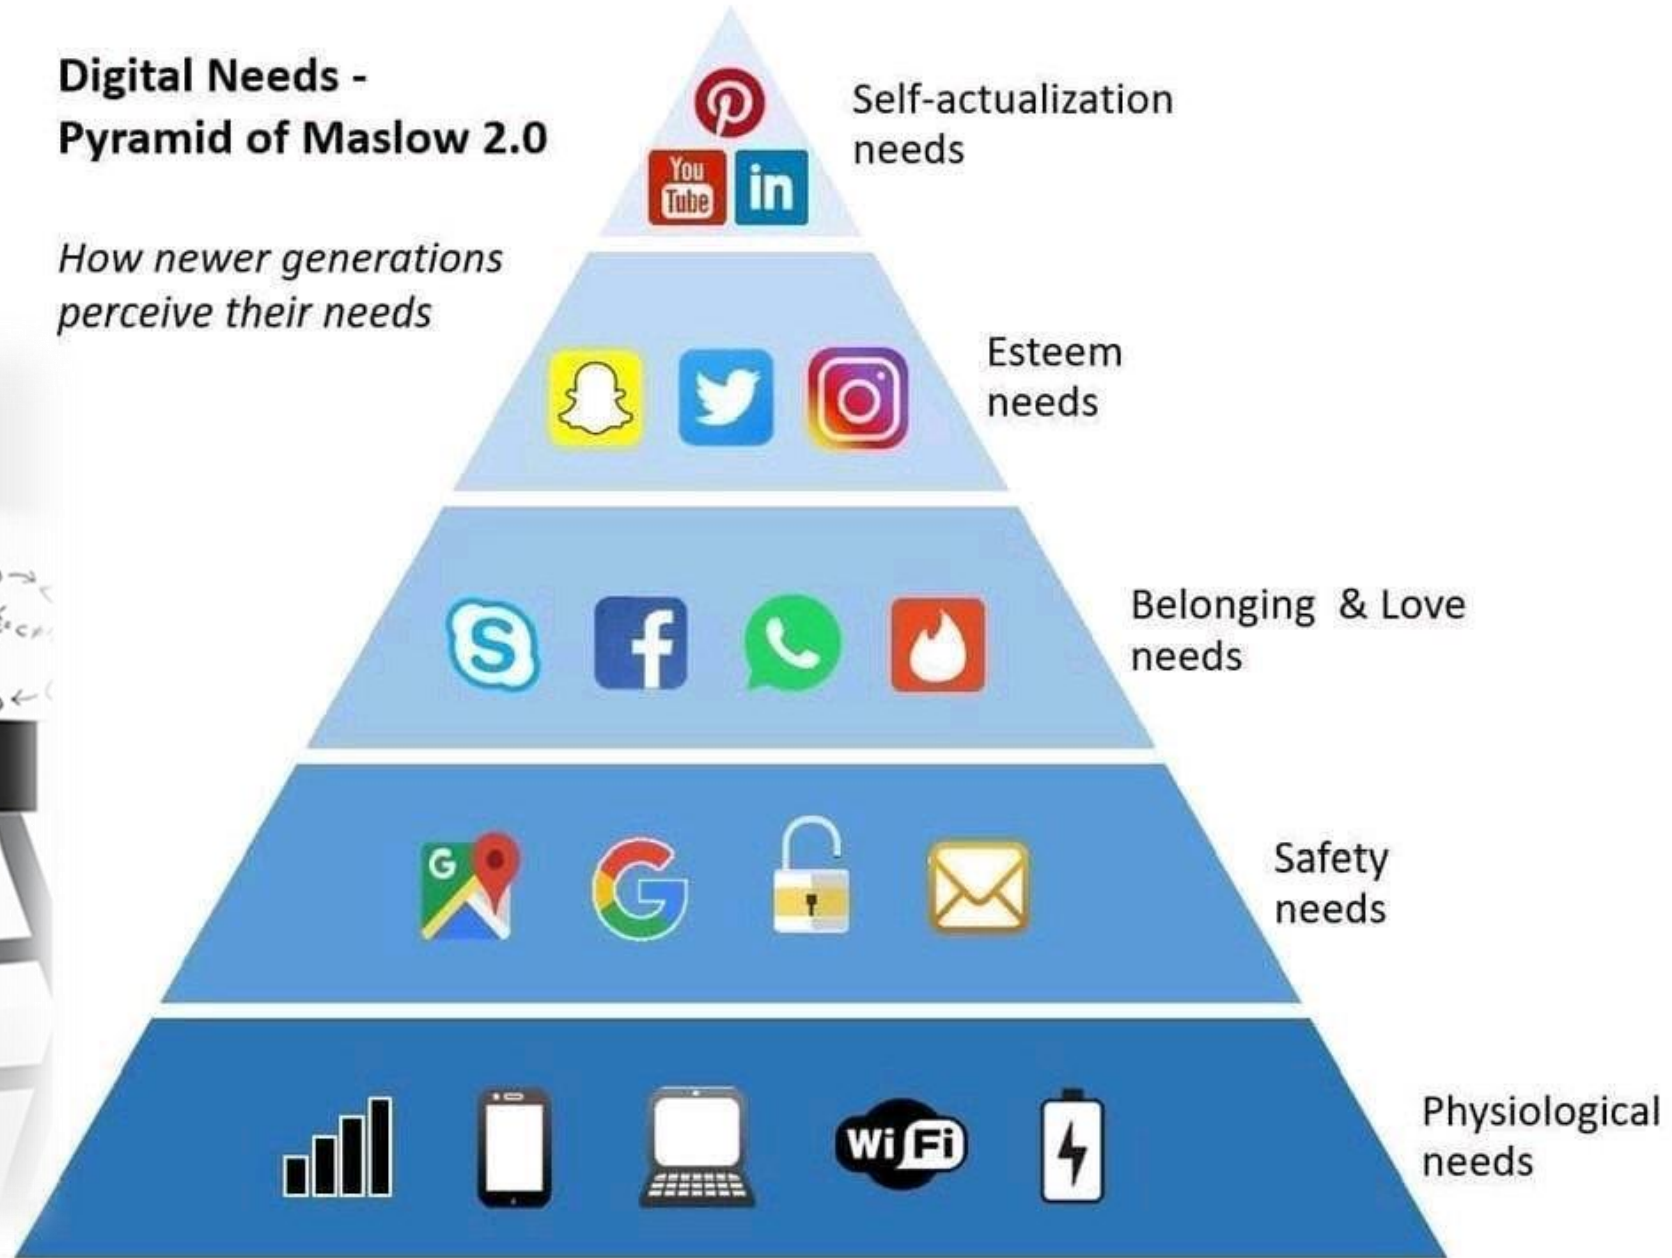 Digital Needs -
Pyramid of Maslow 2.0
How newer generations
perceive their needs
You
Tube
in
Self-actualization
needs
Esteem
needs
S
f
Belonging & Love
needs
G
G
Safety
needs
Wi Fi
Physiological
needs